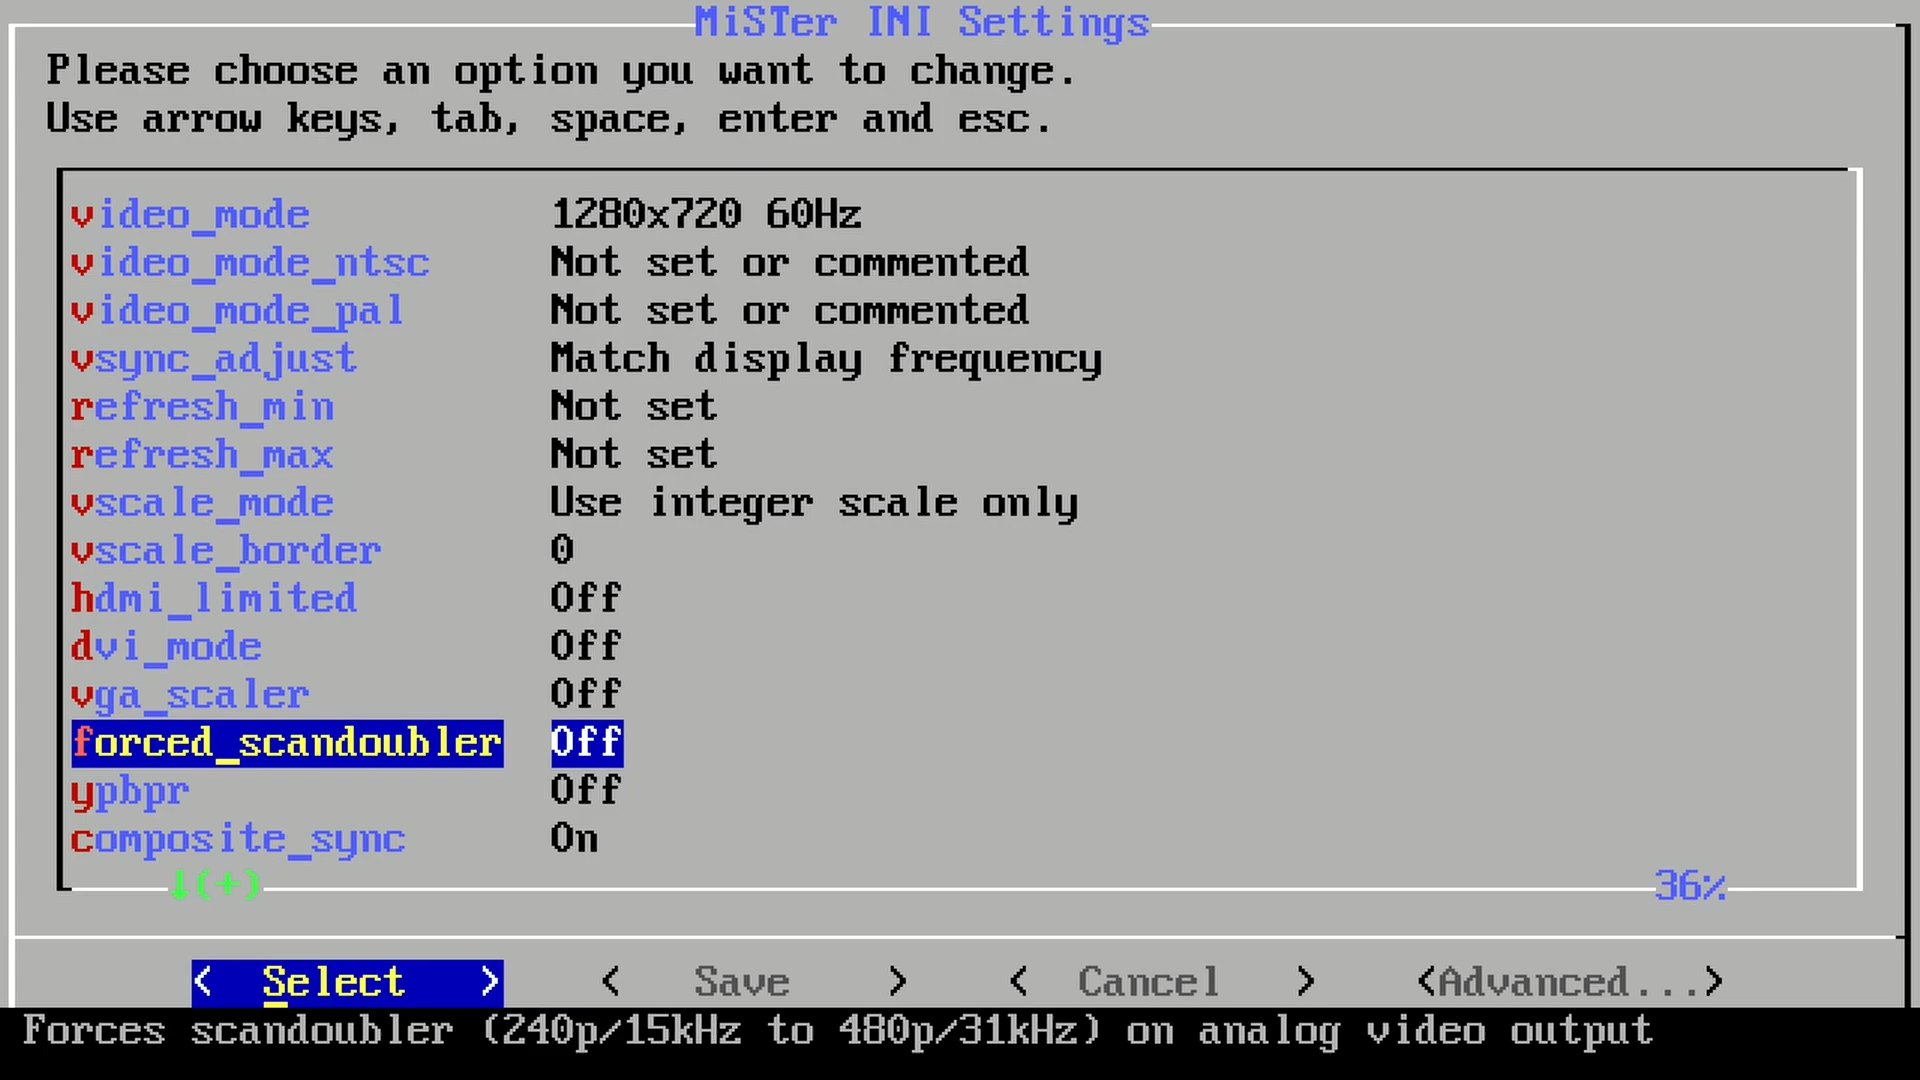 MiSTer INI Settings
Please choose an option you want to change.
Use arrow keys, tab, space, enter and esc.
video_mode 1280x720 60Hz
video_mode_ntsc Not set or commented
video_mode_pal Not set or commented
vsync_adjust Match display frequency
refresh_min Not set
refresh_max Not set
vscale_mode Use integer scale only
vscale_border 0
hdmi_limited Off
dvi_mode Off
vga_scaler Off
forced_scandoubler Off
ypbpr Off
composite_sync On
↓(+) 36%
< Select > < Save > < Cancel > <Advanced...>
Forces scandoubler (240p/15kHz to 480p/31kHz) on analog video output